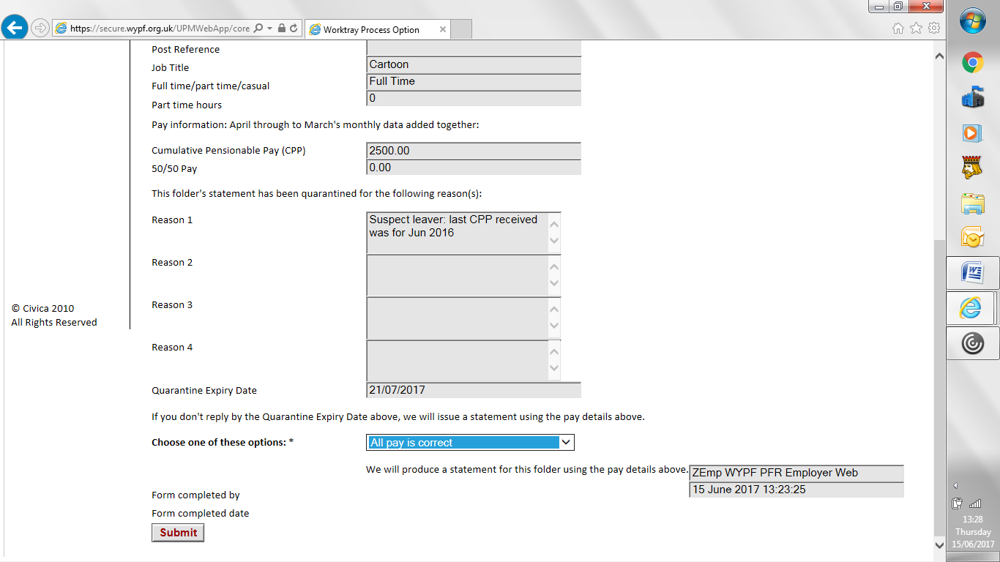 https://secure.wypf.org.uk/UPMWebApp/core
Worktray Process Option
Post Reference
Job Title Cartoon
Full time/part time/casual Full Time
Part time hours 0
Pay information: April through to March's monthly data added together:
Cumulative Pensionable Pay (CPP) 2500.00
50/50 Pay 0.00
This folder's statement has been quarantined for the following reason(s):
Reason 1 Suspect leaver: last CPP received
was for Jun 2016
Reason 2
Reason 3
© Civica 2010
All Rights Reserved
Reason 4
Quarantine Expiry Date 21/07/2017
If you don't reply by the Quarantine Expiry Date above, we will issue a statement using the pay details above.
Choose one of these options: * All pay is correct
We will produce a statement for this folder using the pay details above.
ZEmp WYPF PFR Employer Web
15 June 2017 13:23:25
Form completed by
Form completed date
Submit
13:28
Thursday
15/06/2017